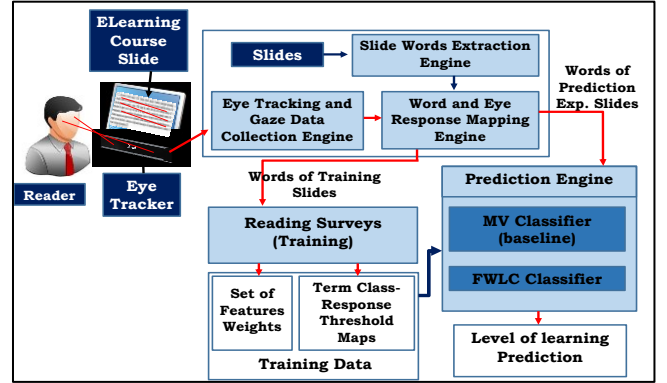 ELearning
Course
Slide
Reader
Eye
Tracker
Slides
Slide Words Extraction
Engine
Eye Tracking and
Gaze Data
Collection Engine
Word and Eye
Response Mapping
Engine
Words of
Prediction
Exp. Slides
Words of Training
Slides
Reading Surveys
(Training)
Set of
Features
Weights
Term Class-
Response
Threshold
Maps
Training Data
Prediction Engine
MV Classifier
(baseline)
FWLC Classifier
Level of learning
Prediction